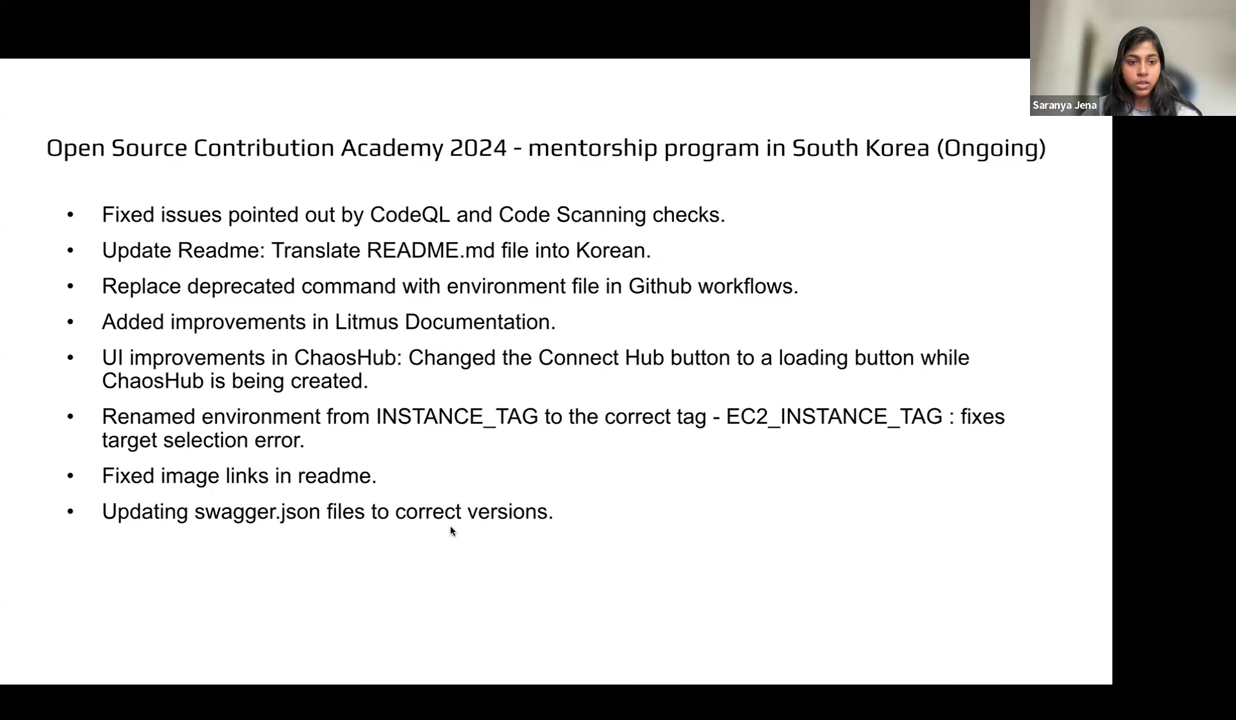 Saranya Jena
Open Source Contribution Academy 2024 - mentorship program in South Korea (Ongoing)
• Fixed issues pointed out by CodeQL and Code Scanning checks.
• Update Readme: Translate README.md file into Korean.
• Replace deprecated command with environment file in Github workflows.
• Added improvements in Litmus Documentation.
• UI improvements in ChaosHub: Changed the Connect Hub button to a loading button while
ChaosHub is being created.
• Renamed environment from INSTANCE_TAG to the correct tag - EC2_INSTANCE_TAG : fixes
target selection error.
• Fixed image links in readme.
• Updating swagger.json files to correct versions.